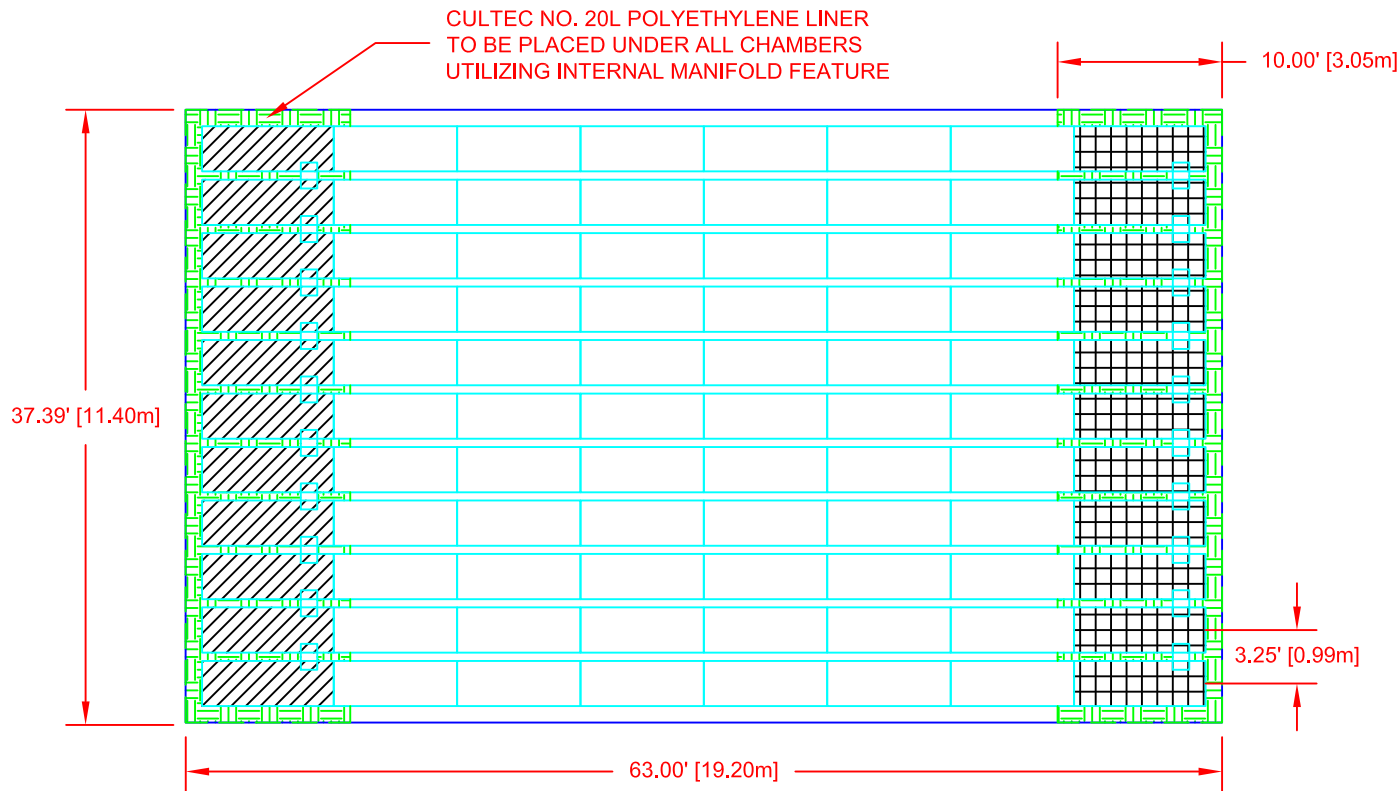 CULTEC NO. 20L POLYETHYLENE LINER
TO BE PLACED UNDER ALL CHAMBERS
UTILIZING INTERNAL MANIFOLD FEATURE
10.00' [3.05m]
37.39' [11.40m]
3.25' [0.99m]
63.00' [19.20m]